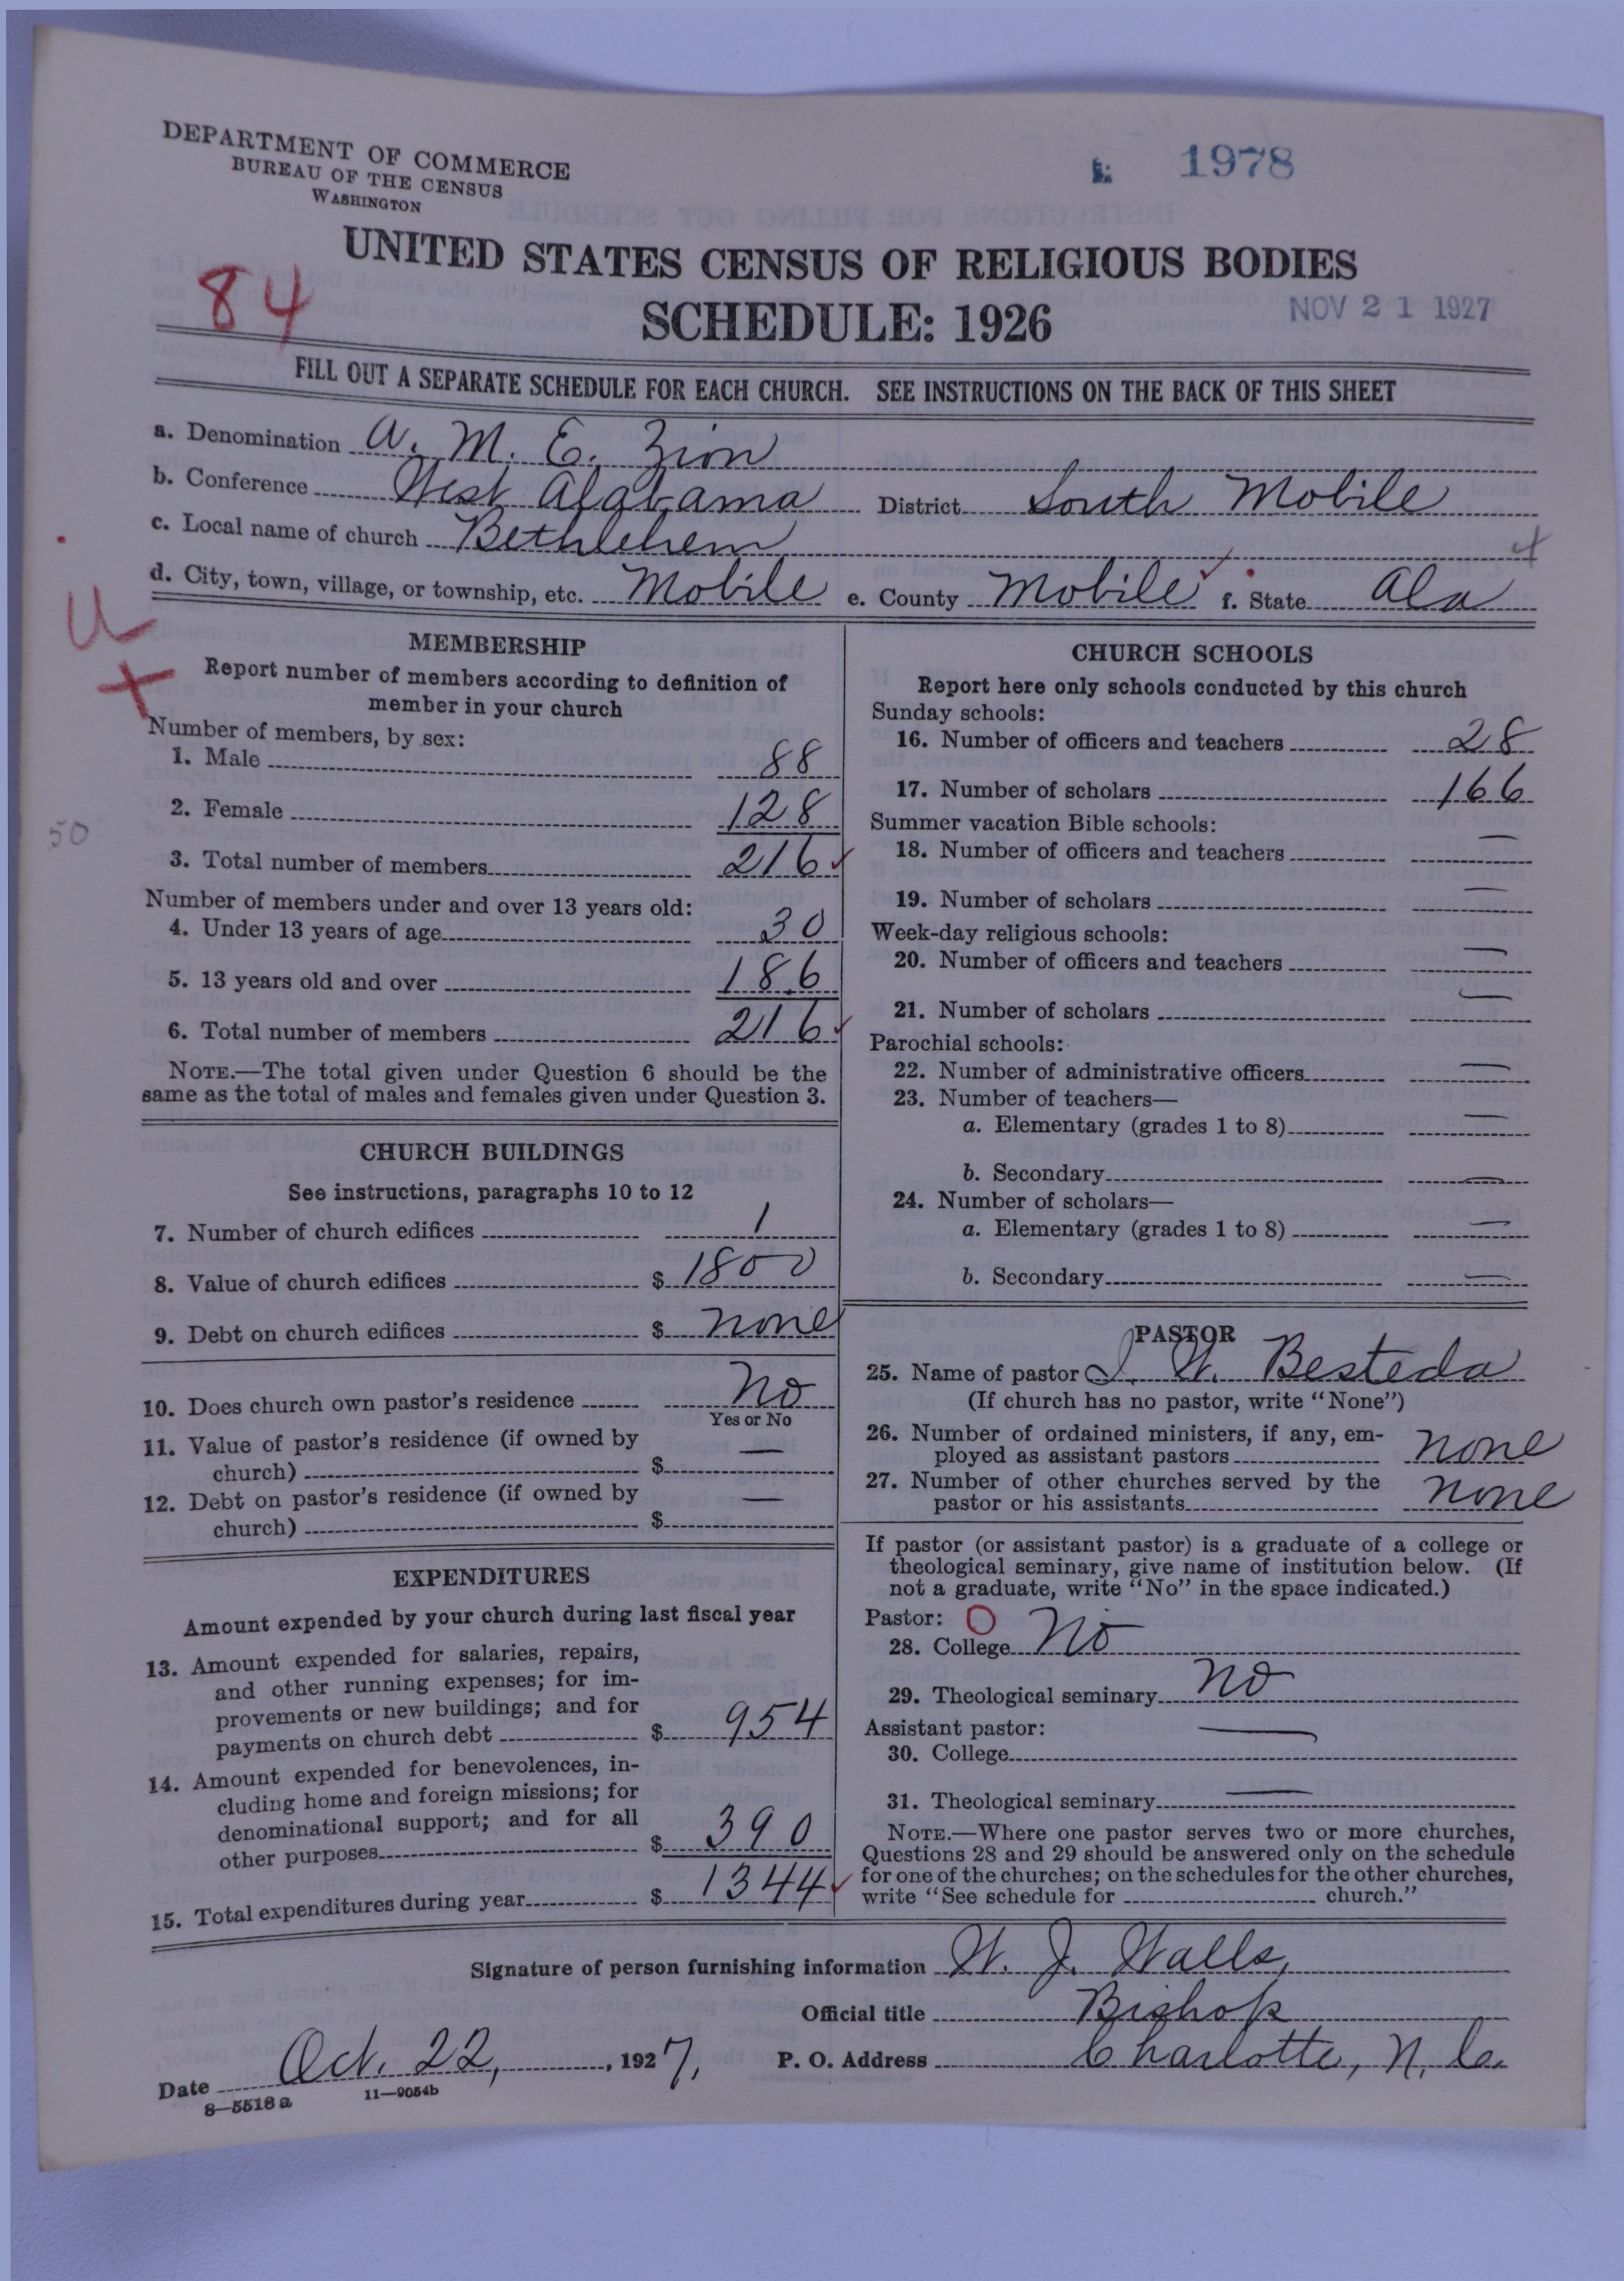 DEPARTMENT OF COMMERCE
BUREAU OF THE CENSUS
WASHINGTON
1978
UNITED STATES CENSUS OF RELIGIOUS BODIES
84
SCHEDULE: 1926
NOV 21 1927
FILL OUT A SEPARATE SCHEDULE FOR EACH CHURCH. SEE INSTRUCTIONS ON THE BACK OF THIS SHEET
a. Denomination A. M. E. Zion
b. Conference West Alabama District South Mobile
c. Local name of church Bethlehem
d. City, town, village, or township, etc. Mobile e. County Mobile f. State Ala
MEMBERSHIP
Report number of members according to definition of
member in your church
Number of members, by sex:
1. Male 88
2. Female 128
50
3. Total number of members 216
Number of members under and over 13 years old:
4. Under 13 years of age 30
5. 13 years old and over 186
6. Total number of members 216
NOTE.—The total given under Question 6 should be the
same as the total of males and females given under Question 3.
CHURCH BUILDINGS
See instructions, paragraphs 10 to 12
7. Number of church edifices 1
8. Value of church edifices $ 1800
9. Debt on church edifices $ none
10. Does church own pastor's residence No
Yes or No
11. Value of pastor's residence (if owned by
church) $ —
12. Debt on pastor's residence (if owned by
church) $ —
EXPENDITURES
Amount expended by your church during last fiscal year
13. Amount expended for salaries, repairs,
and other running expenses; for im-
provements or new buildings; and for
payments on church debt $ 954
14. Amount expended for benevolences, in-
cluding home and foreign missions; for
denominational support; and for all
other purposes $ 390
15. Total expenditures during year $ 1344
CHURCH SCHOOLS
Report here only schools conducted by this church
Sunday schools:
16. Number of officers and teachers 28
17. Number of scholars 166
Summer vacation Bible schools:
18. Number of officers and teachers —
19. Number of scholars —
Week-day religious schools:
20. Number of officers and teachers —
21. Number of scholars —
Parochial schools:
22. Number of administrative officers —
23. Number of teachers—
a. Elementary (grades 1 to 8) —
b. Secondary —
24. Number of scholars—
a. Elementary (grades 1 to 8) —
b. Secondary —
PASTOR
25. Name of pastor I. W. Besteda
(If church has no pastor, write "None")
26. Number of ordained ministers, if any, em-
ployed as assistant pastors none
27. Number of other churches served by the
pastor or his assistants none
If pastor (or assistant pastor) is a graduate of a college or
theological seminary, give name of institution below. (If
not a graduate, write "No" in the space indicated.)
Pastor:
28. College No
29. Theological seminary No
Assistant pastor:
30. College —
31. Theological seminary —
NOTE.—Where one pastor serves two or more churches,
Questions 28 and 29 should be answered only on the schedule
for one of the churches; on the schedules for the other churches,
write "See schedule for church."
Signature of person furnishing information W. J. Walls,
Official title Bishop
Date Oct. 22, 1927, P. O. Address Charlotte, N. C.
8—5518 a 11—9054b